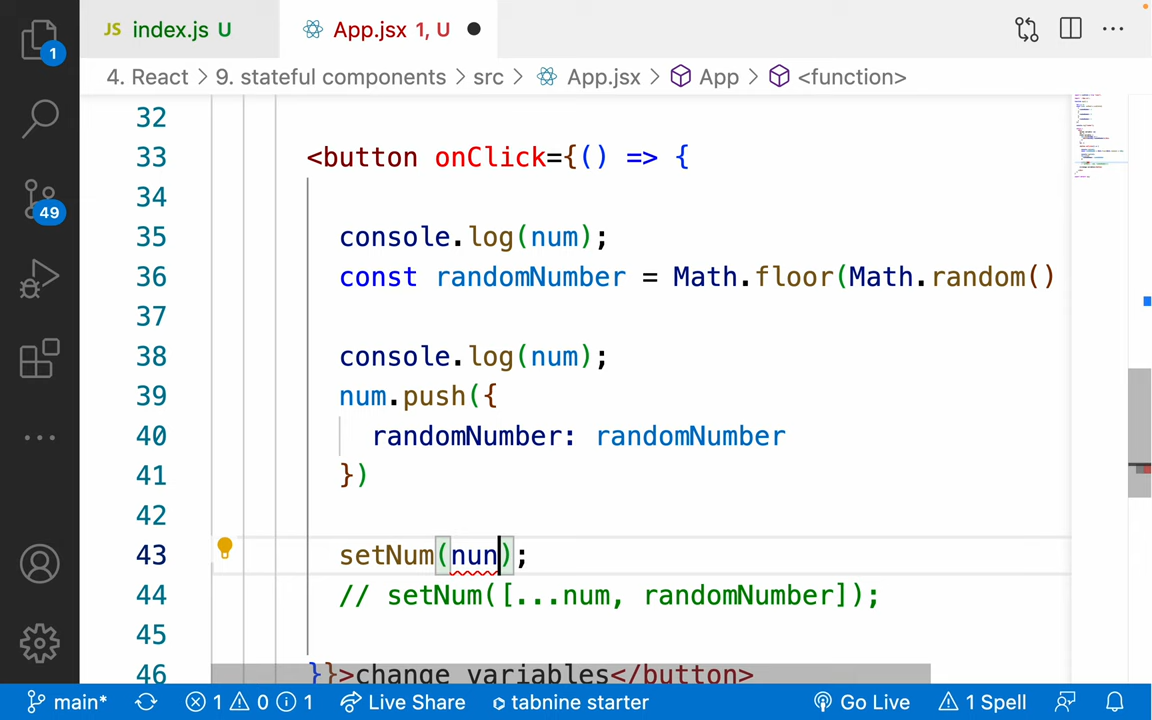 JS index.js U App.jsx 1, U
1 4. React > 9. stateful components > src > App.jsx > App > <function>
32
33 <button onClick={() => {
34
49
35 console.log(num);
36 const randomNumber = Math.floor(Math.random()
37
38 console.log(num);
39 num.push({
40 randomNumber: randomNumber
41 })
42
43 setNum(nun);
44 // setNum([...num, randomNumber]);
45
46 }}>change variables</button>
main* 1 0 1 Live Share tabnine starter Go Live 1 Spell